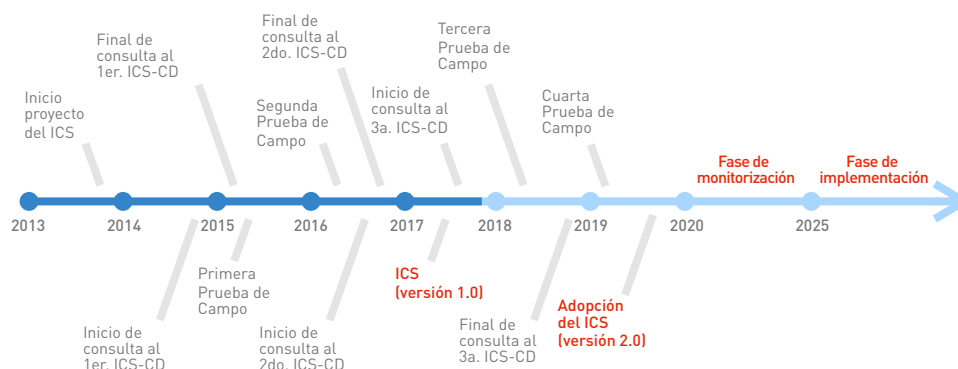 Final de
consulta al
1er. ICS-CD
Final de
consulta al
2do. ICS-CD
Tercera
Prueba de
Campo
Inicio
proyecto
del ICS
Segunda
Prueba de
Campo
Inicio de
consulta al
3a. ICS-CD
Cuarta
Prueba de
Campo
Fase de
monitorización
Fase de
implementación
2013
2014
2015
2016
2017
2018
2019
2020
2025
Primera
Prueba de
Campo
ICS
(versión 1.0)
Adopción
del ICS
(versión 2.0)
Inicio de
consulta al
1er. ICS-CD
Inicio de
consulta al
2do. ICS-CD
Final de
consulta al
3a. ICS-CD